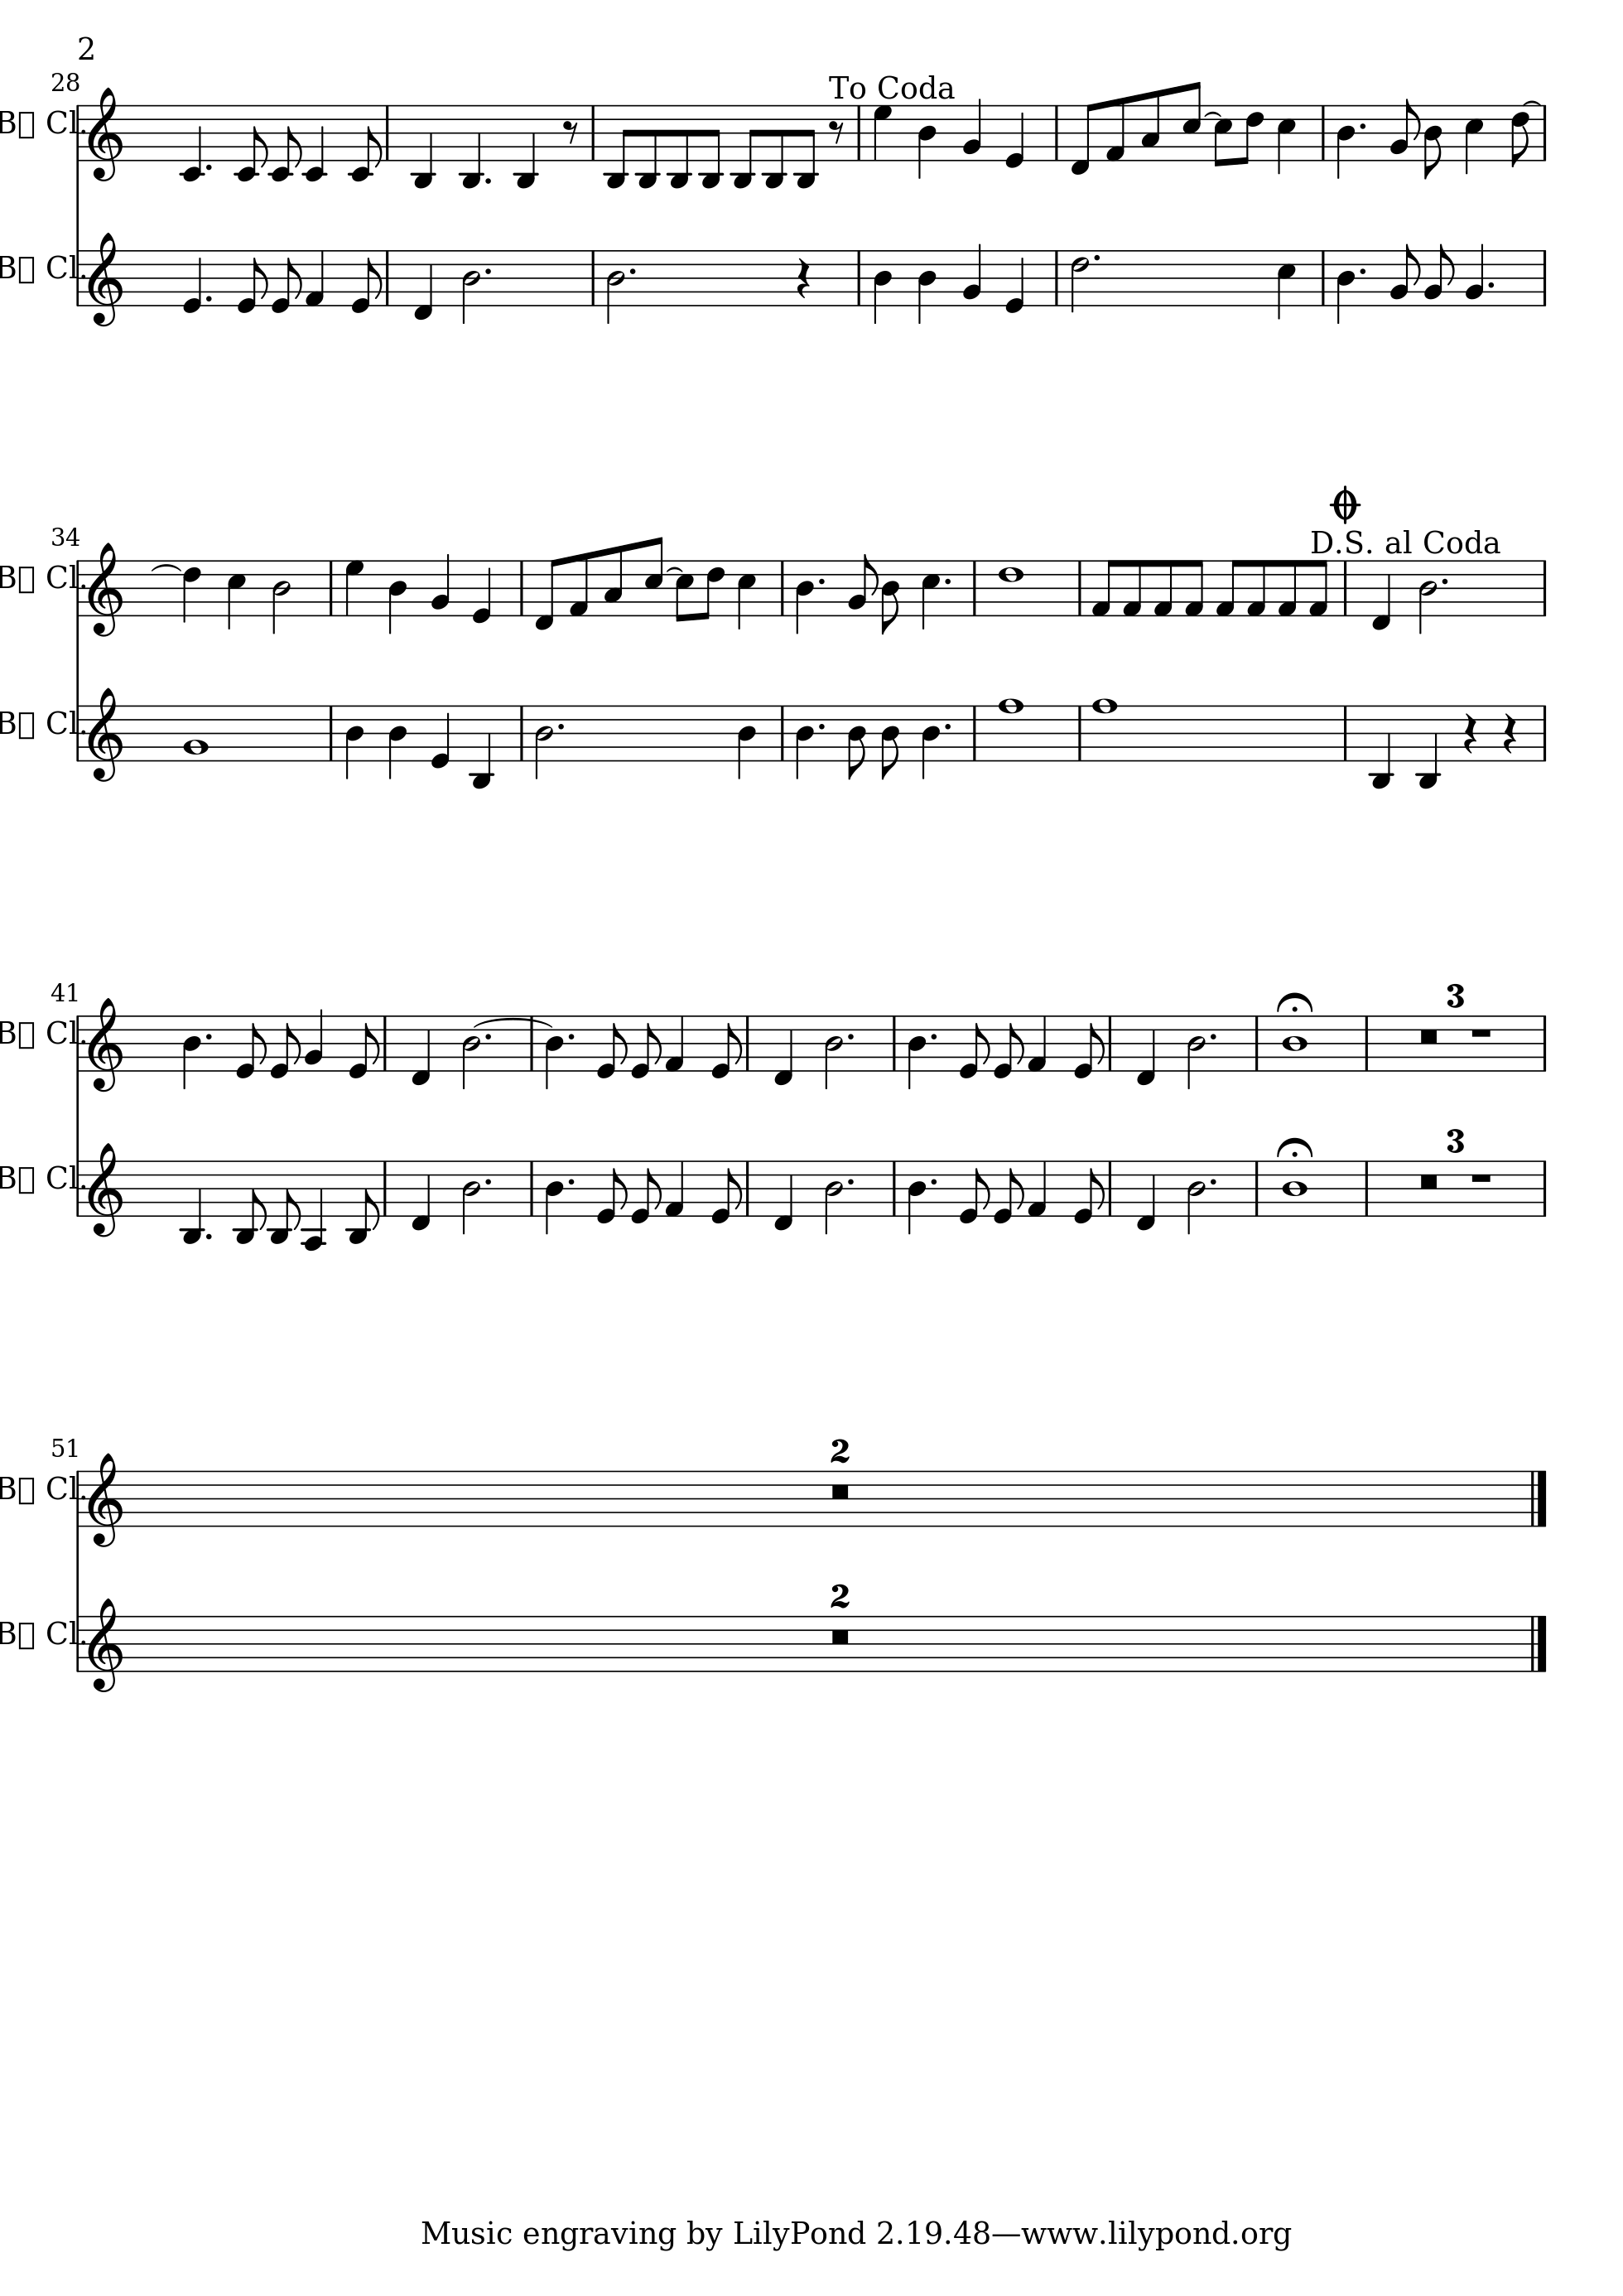 2
28
To Coda
B▯ Cl.
B▯ Cl.
34
D.S. al Coda
B▯ Cl.
B▯ Cl.
41
3
B▯ Cl.
3
B▯ Cl.
51
2
B▯ Cl.
2
B▯ Cl.
Music engraving by LilyPond 2.19.48—www.lilypond.org